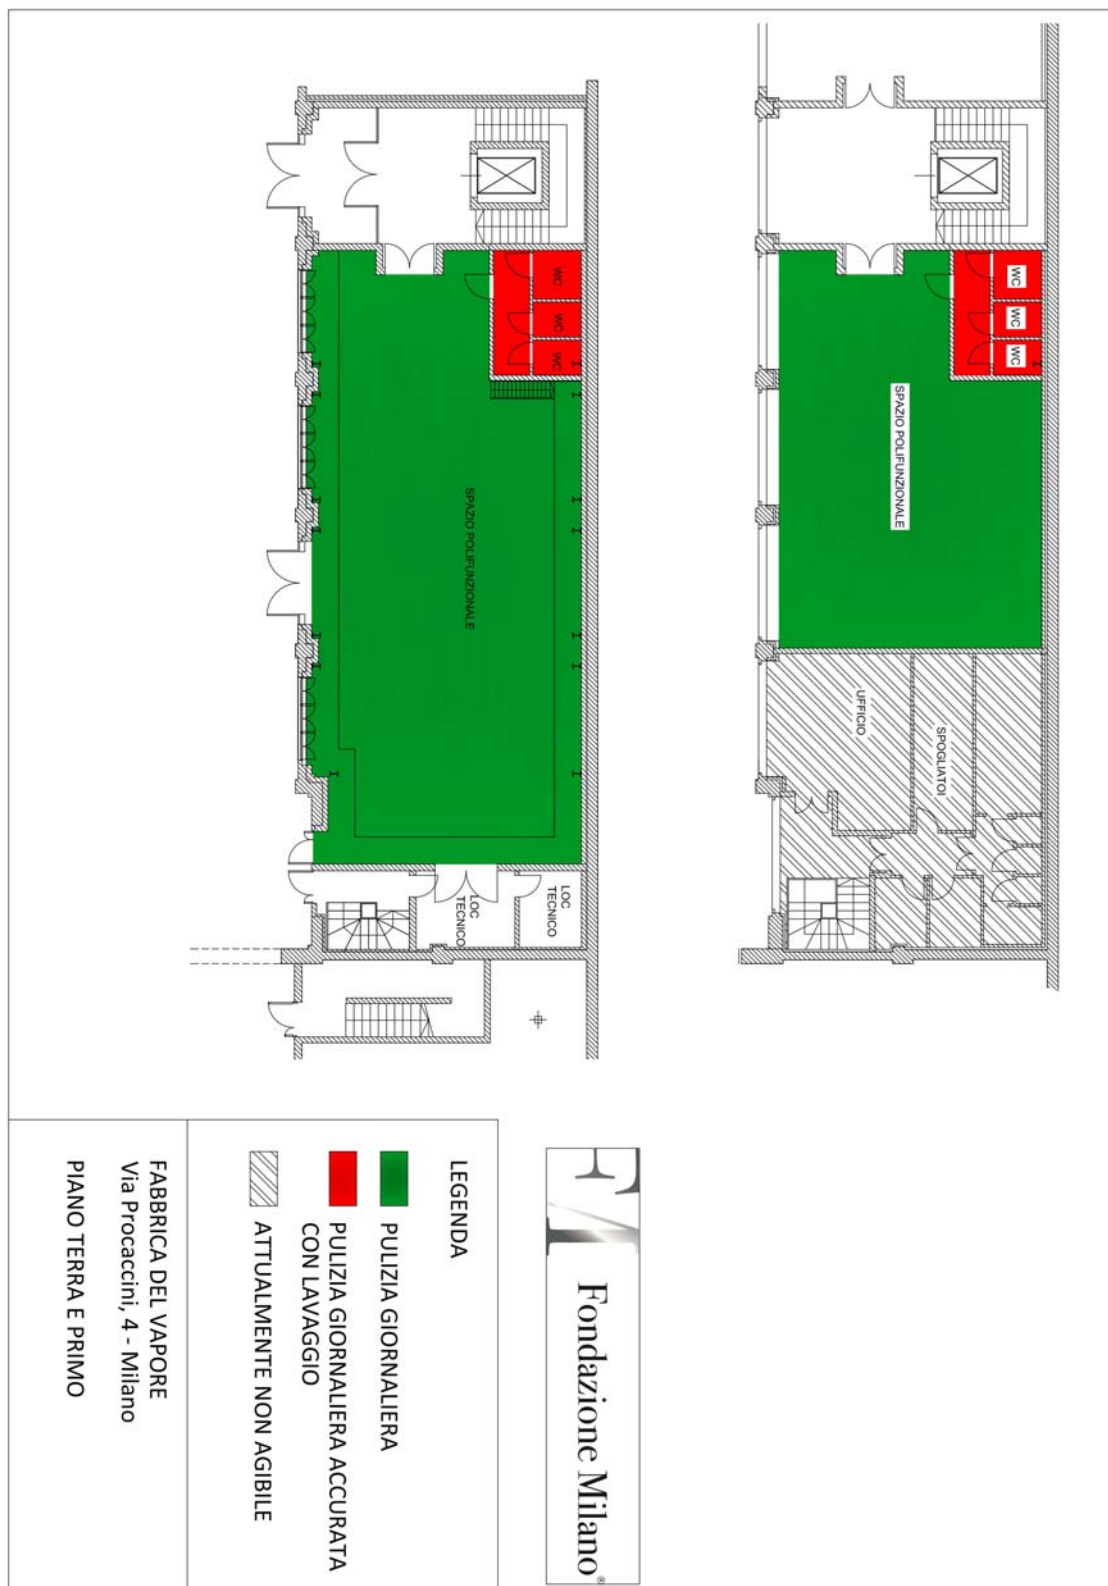 WC
WC
WC
SPAZIO POLIFUNZIONALE
UFFICIO
SPOGLIATOI
WC
WC
WC
SPAZIO POLIFUNZIONALE
LOC
TECNICO
LOC
TECNICO
Fondazione Milano®
LEGENDA
PULIZIA GIORNALIERA
PULIZIA GIORNALIERA ACCURATA
CON LAVAGGIO
ATTUALMENTE NON AGIBILE
FABBRICA DEL VAPORE
Via Procaccini, 4 - Milano
PIANO TERRA E PRIMO